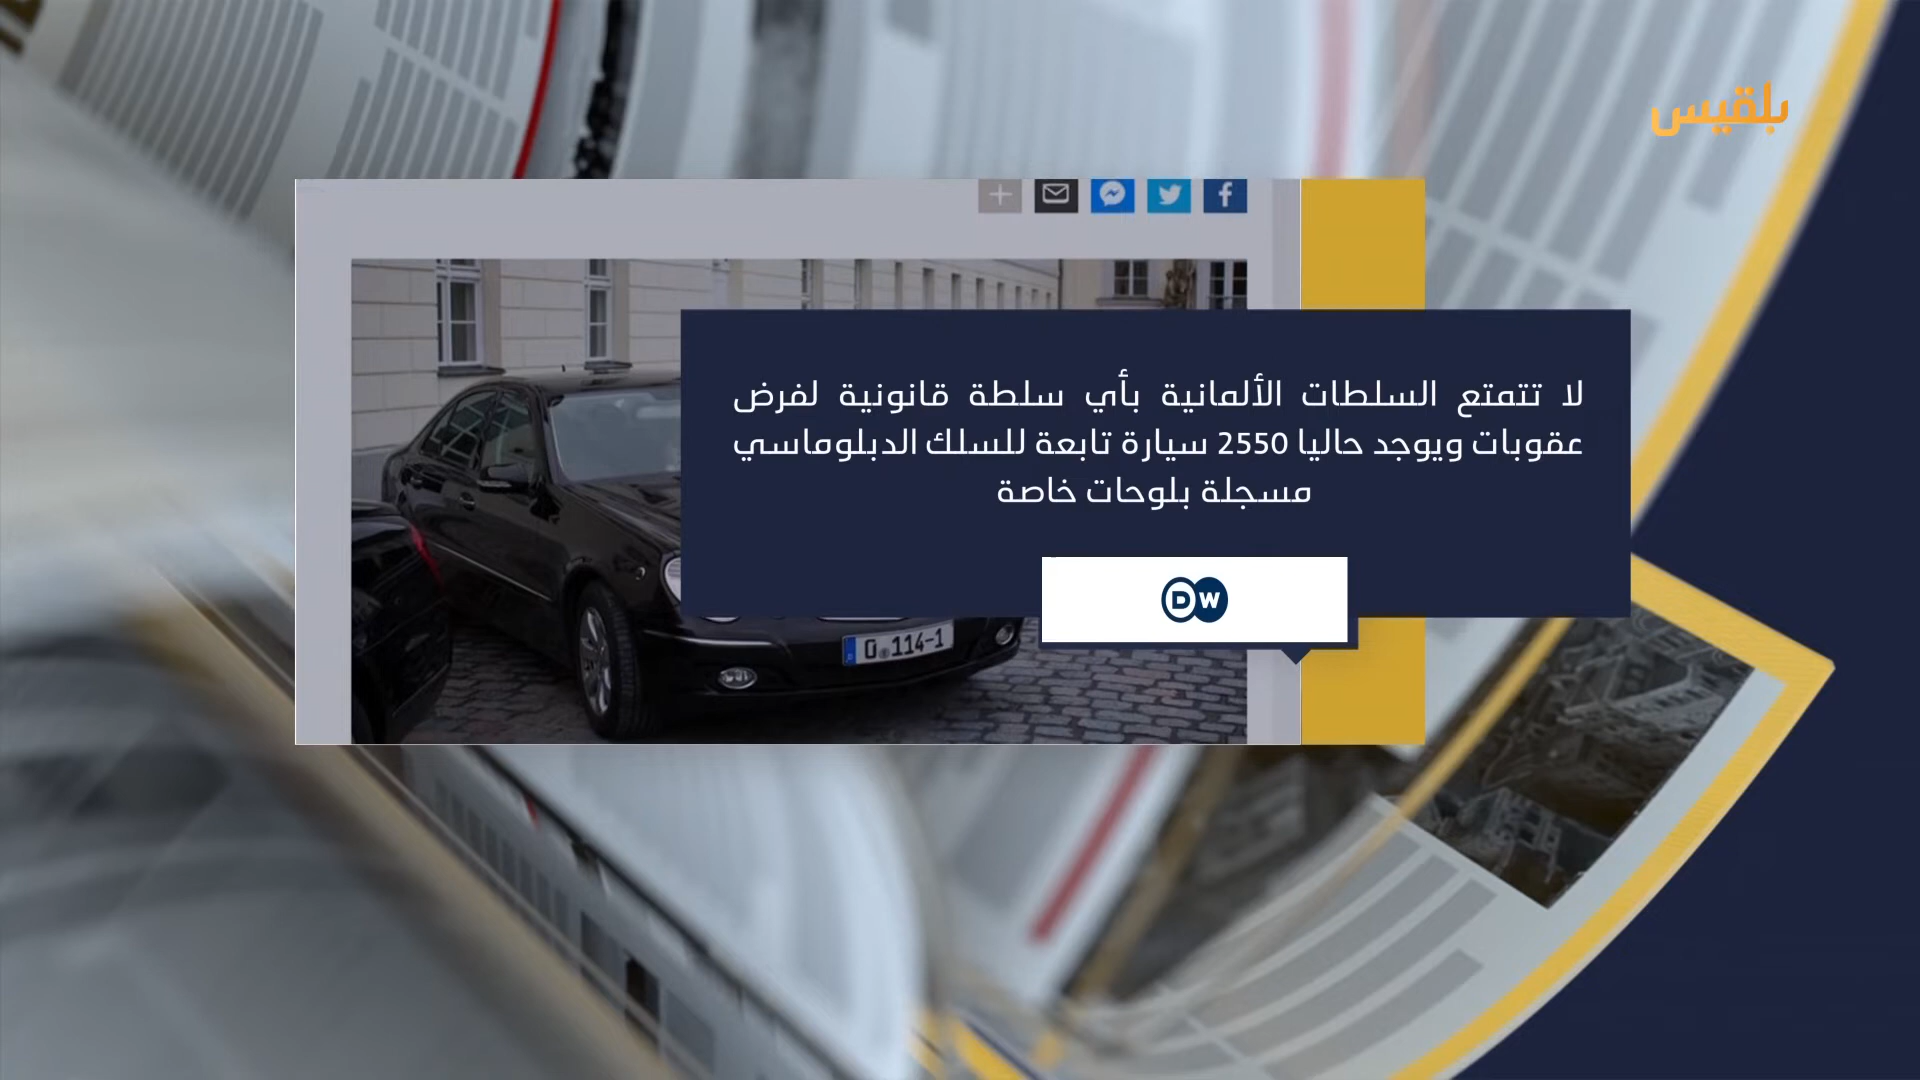 بلقيس
لا تتمتع السلطات الألمانية بأي سلطة قانونية لفرض
عقوبات ويوجد حاليا 2550 سيارة تابعة للسلك الدبلوماسي
مسجلة بلوحات خاصة
DW
0 114-1